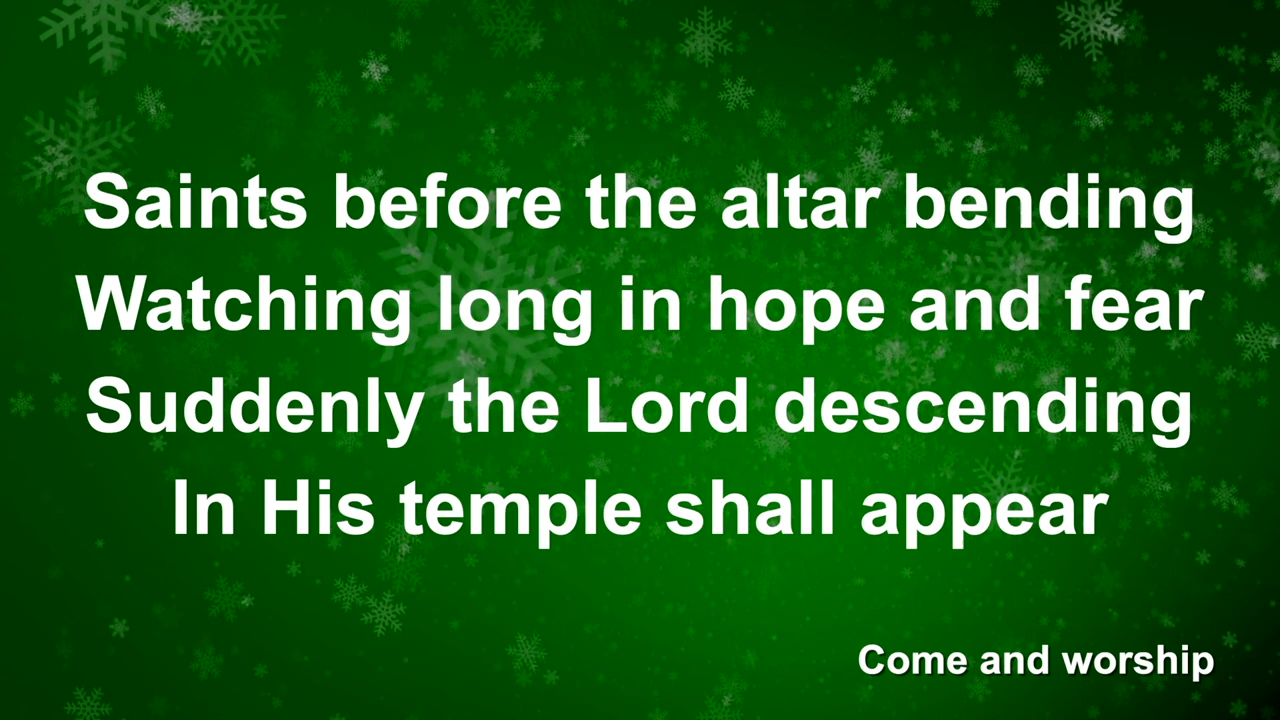 Saints before the altar bending
Watching long in hope and fear
Suddenly the Lord descending
In His temple shall appear
Come and worship